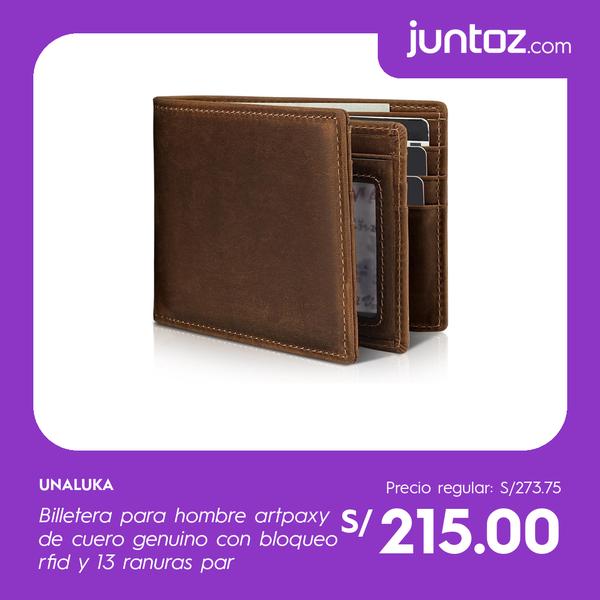 juntoz.com
UNALUKA
Billetera para hombre artpaxy
de cuero genuino con bloqueo
rfid y 13 ranuras par
Precio regular: S/273.75
S/ 215.00